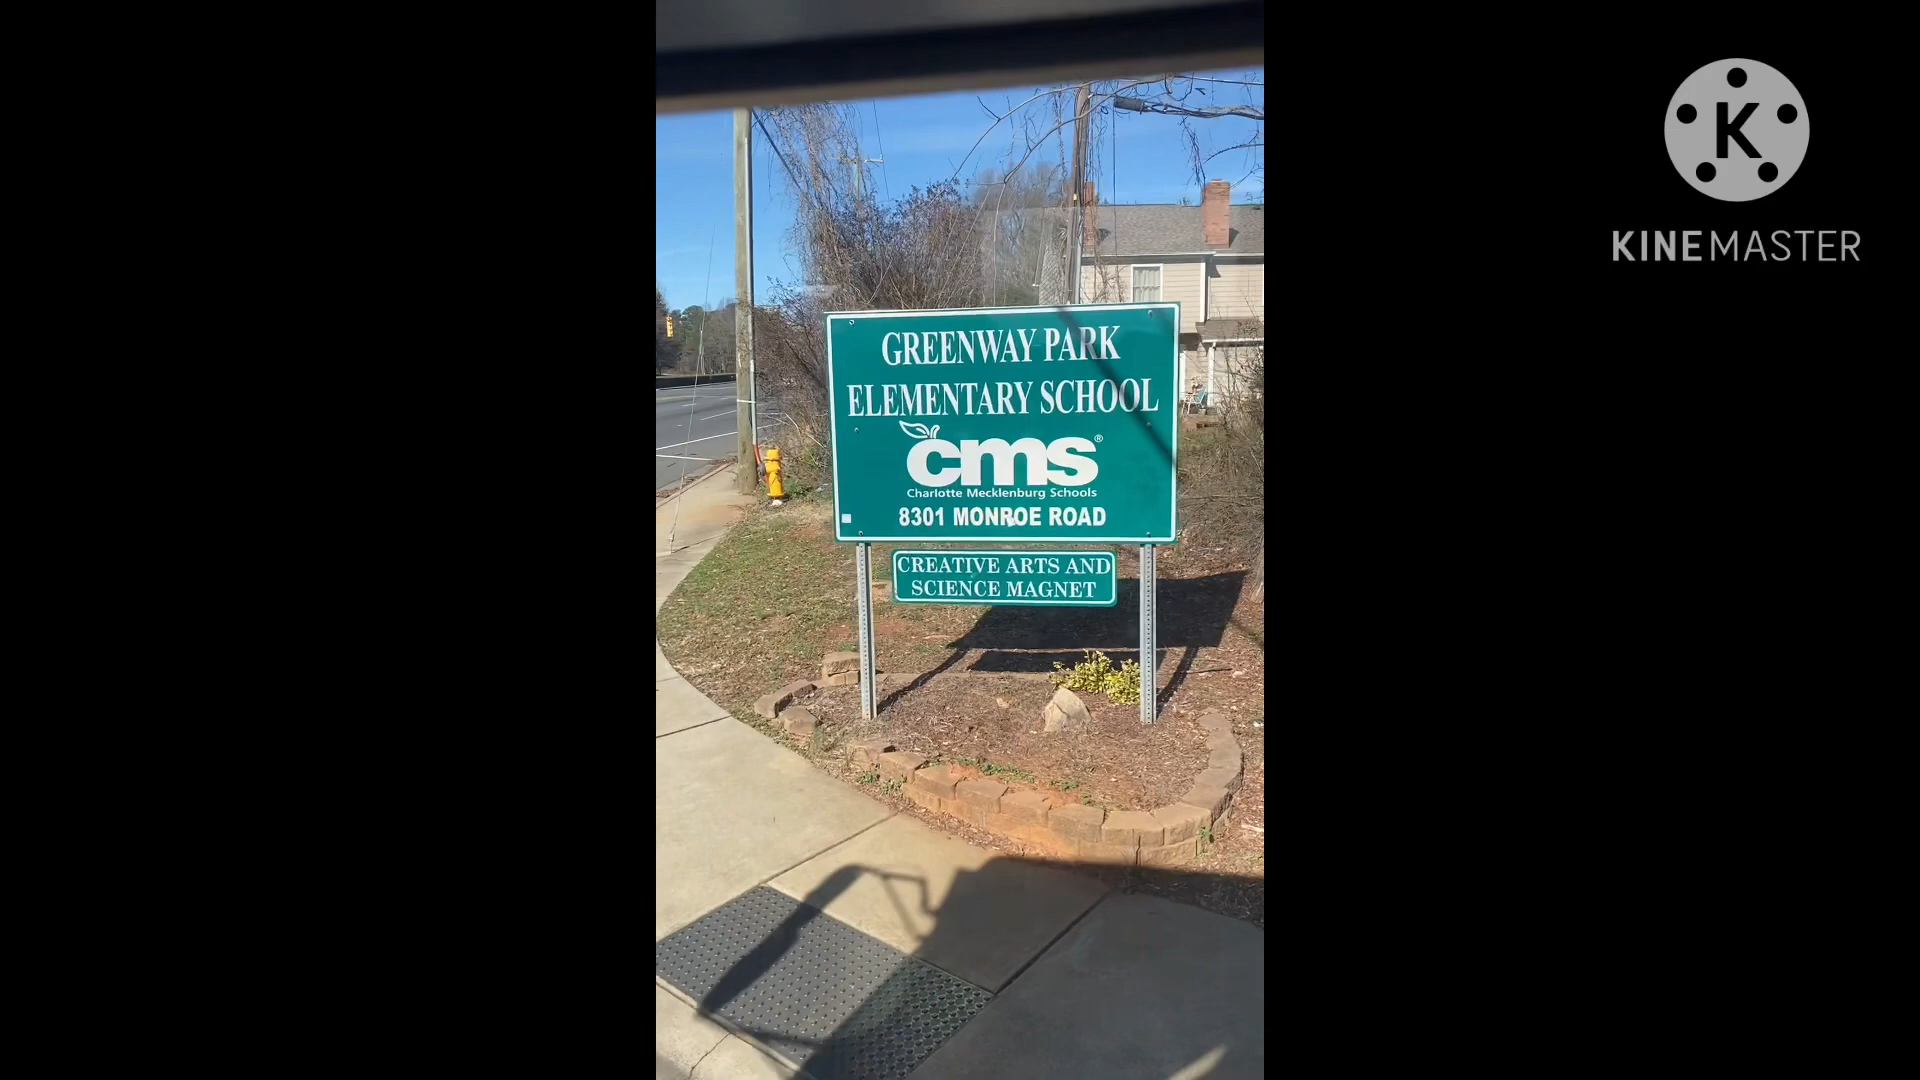 GREENWAY PARK
ELEMENTARY SCHOOL
cms®
Charlotte Mecklenburg Schools
8301 MONROE ROAD
CREATIVE ARTS AND
SCIENCE MAGNET
K
KINEMASTER